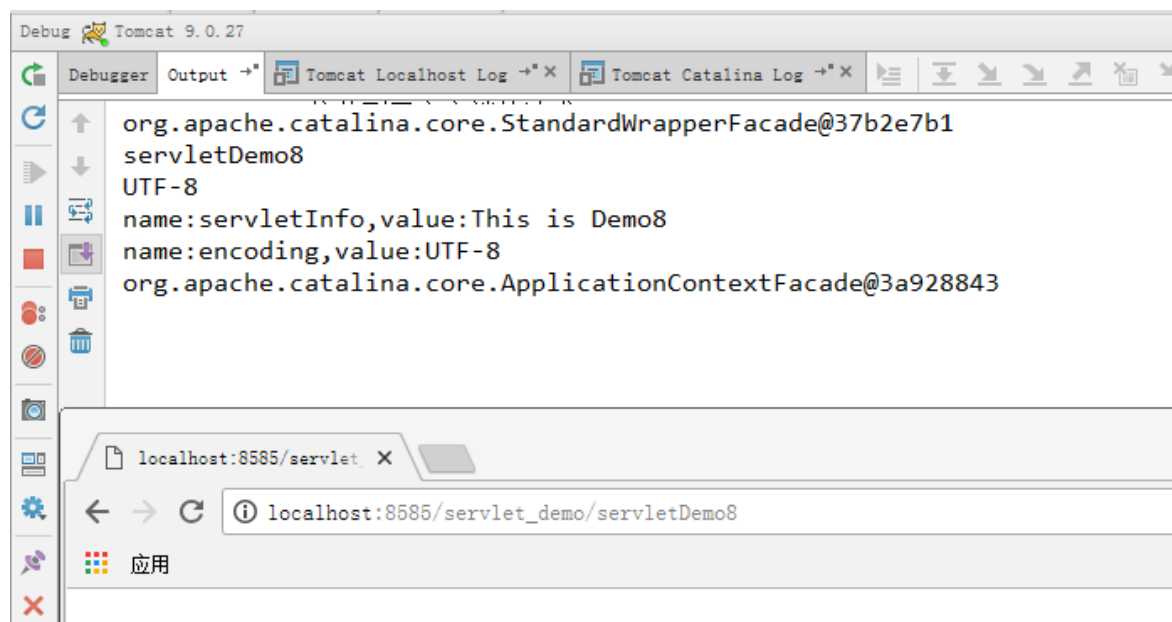 Debug Tomcat 9.0.27
Debugger Output Tomcat Localhost Log Tomcat Catalina Log
org.apache.catalina.core.StandardWrapperFacade@37b2e7b1
servletDemo8
UTF-8
name:servletInfo,value:This is Demo8
name:encoding,value:UTF-8
org.apache.catalina.core.ApplicationContextFacade@3a928843
localhost:8585/servlet_
localhost:8585/servlet_demo/servletDemo8
应用